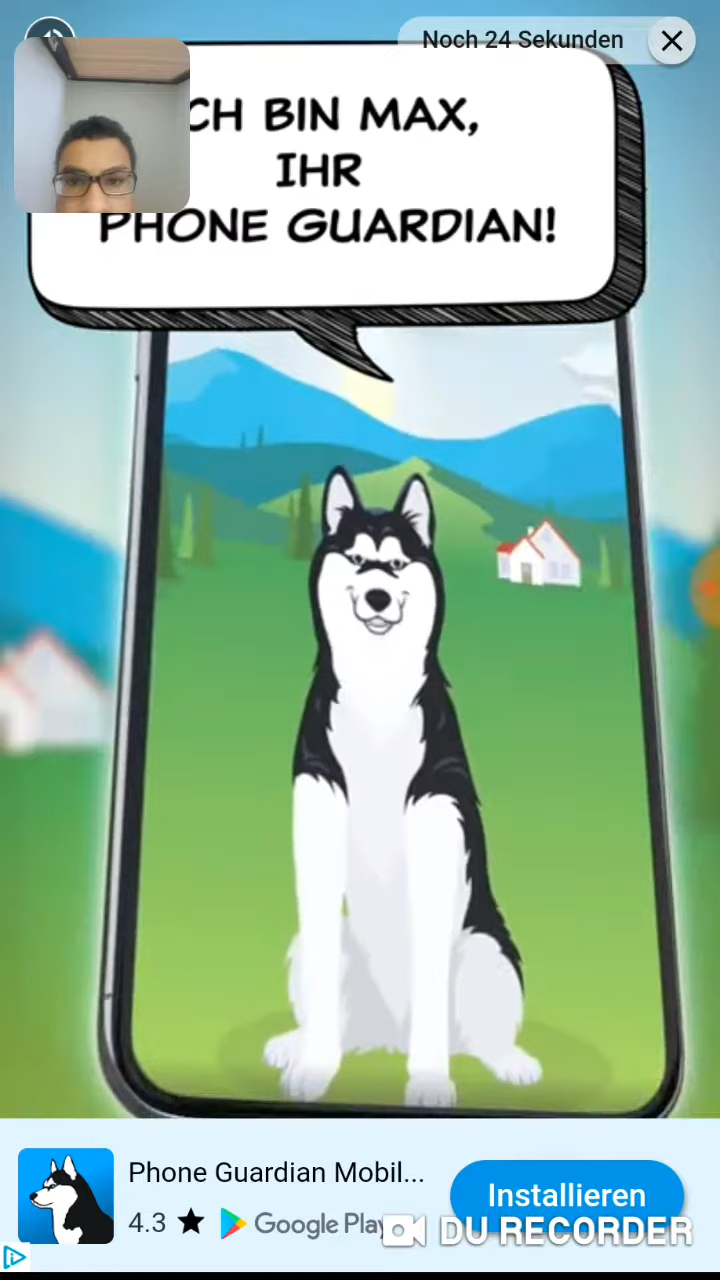 Noch 24 Sekunden
CH BIN MAX,
IHR
PHONE GUARDIAN!
Phone Guardian Mobil...
4.3 ★ Google Play
Installieren
DU RECORDER